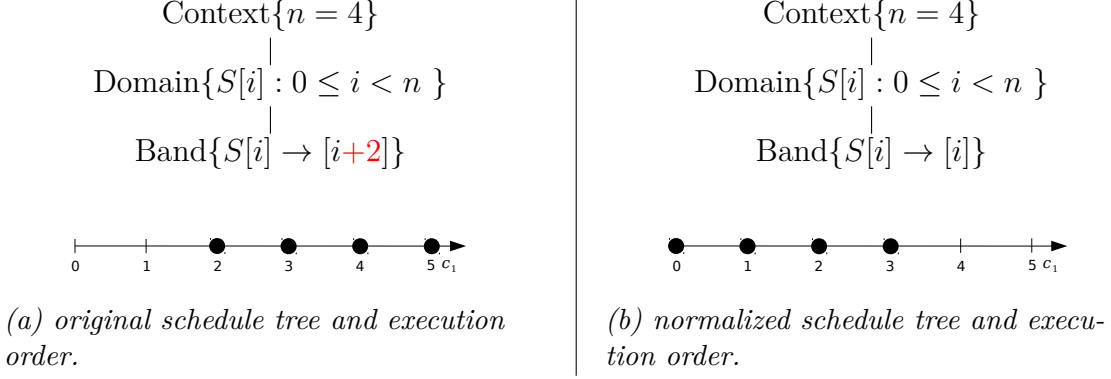 Context{n = 4}
Domain{S[i] : 0 ≤ i < n }
Band{S[i] → [i+2]}
0 1 2 3 4 5 c₁
(a) original schedule tree and execution
order.
Context{n = 4}
Domain{S[i] : 0 ≤ i < n }
Band{S[i] → [i]}
0 1 2 3 4 5 c₁
(b) normalized schedule tree and execu-
tion order.